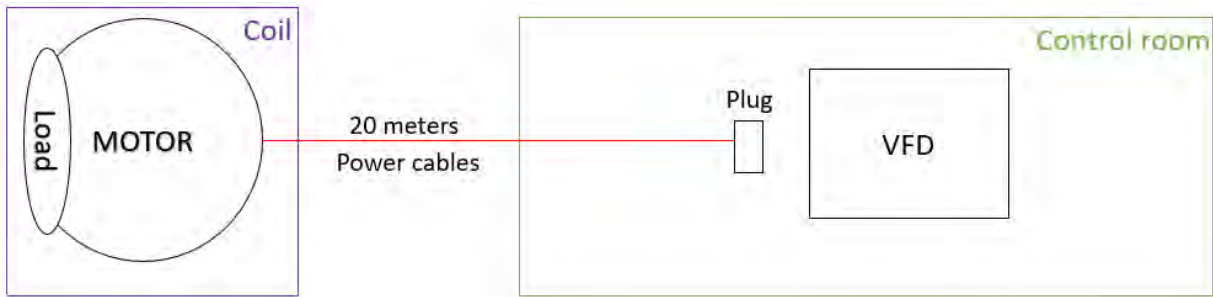 Coil
Control room
Load
MOTOR
20 meters
Power cables
Plug
VFD